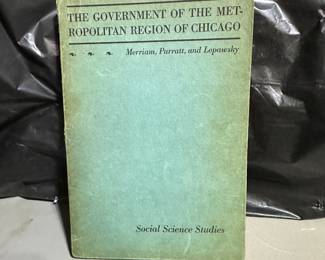 THE GOVERNMENT OF THE MET-
ROPOLITAN REGION OF CHICAGO
Merriam, Parratt, and Lepawsky
Social Science Studies